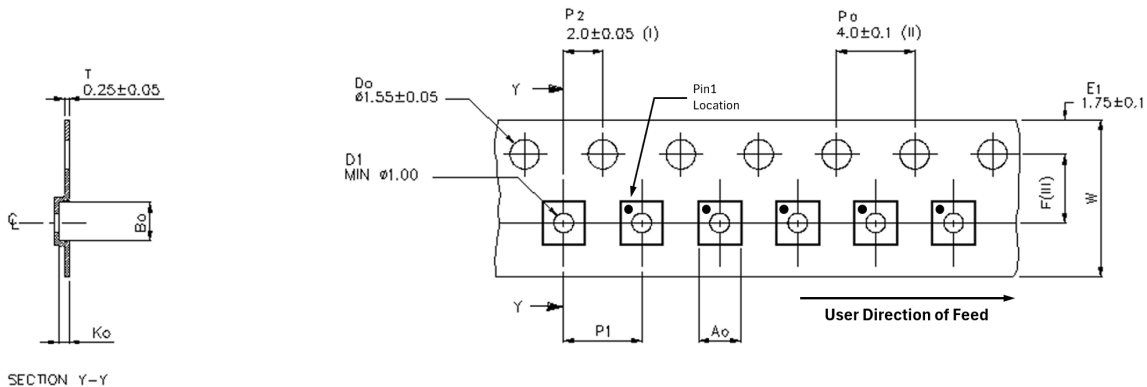 P2
2.0±0.05 (I)
Po
4.0±0.1 (II)
T
0.25±0.05
Do
Ø1.55±0.05
Y
Pin1
Location
E1
1.75±0.1
D1
MIN Ø1.00
F(III)
W
℄
Bo
Y
P1
Ao
User Direction of Feed
Ko
SECTION Y-Y